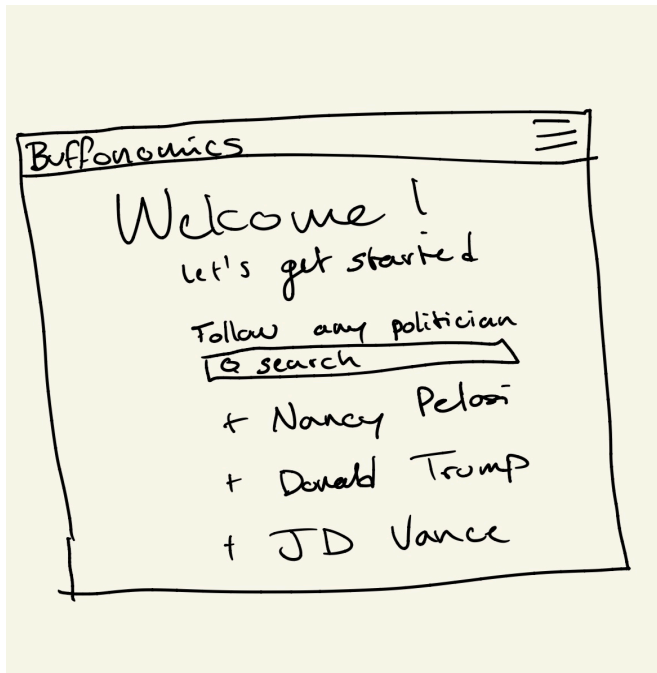 Buffonomics
Welcome!
Let's get started
Follow any politician
search
+ Nancy Pelosi
+ Donald Trump
+ JD Vance